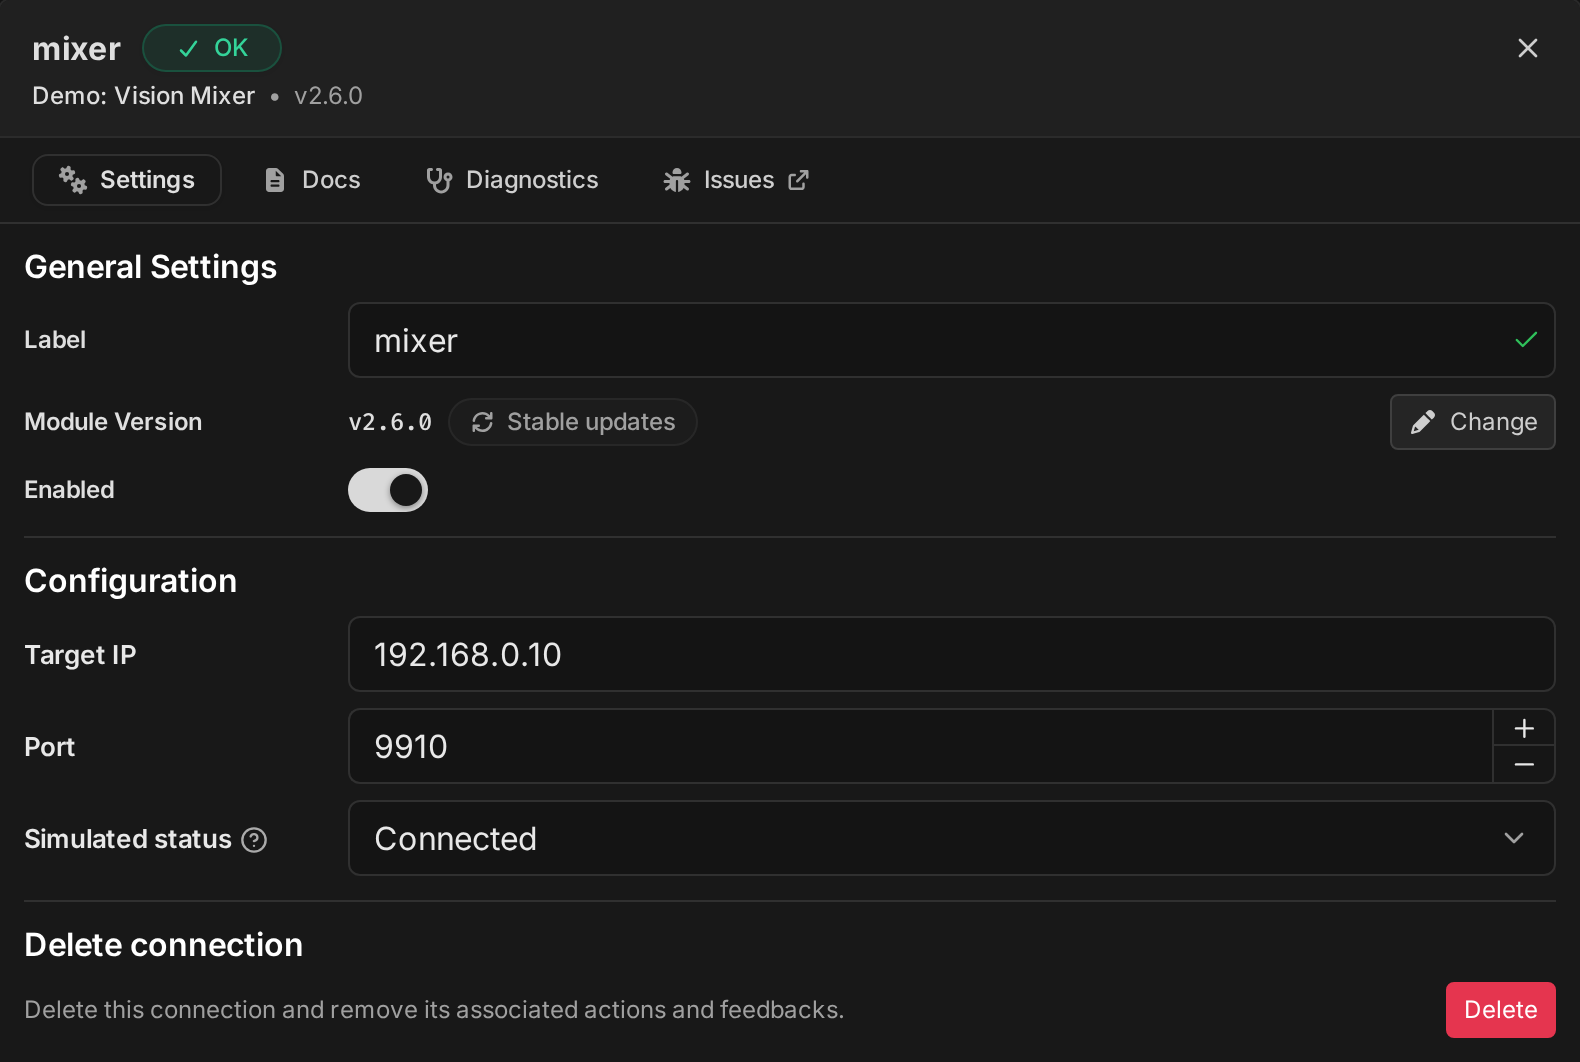 mixer OK
Demo: Vision Mixer • v2.6.0
Settings Docs Diagnostics Issues
General Settings
Label mixer
Module Version v2.6.0 Stable updates Change
Enabled
Configuration
Target IP 192.168.0.10
Port 9910
Simulated status Connected
Delete connection
Delete this connection and remove its associated actions and feedbacks. Delete